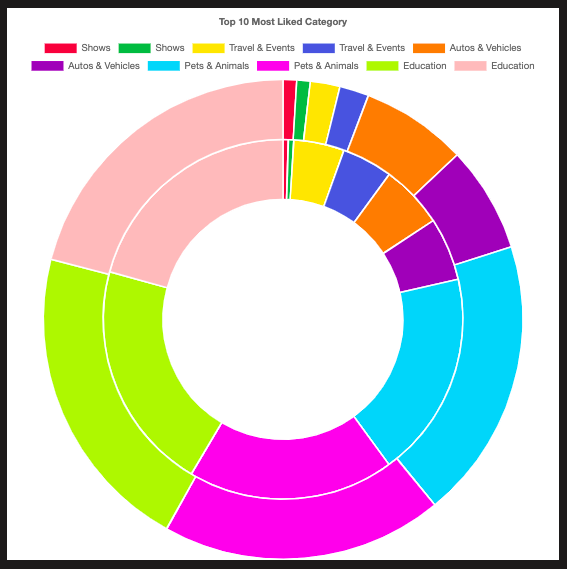 Top 10 Most Liked Category
Shows Shows Travel & Events Travel & Events Autos & Vehicles
Autos & Vehicles Pets & Animals Pets & Animals Education Education